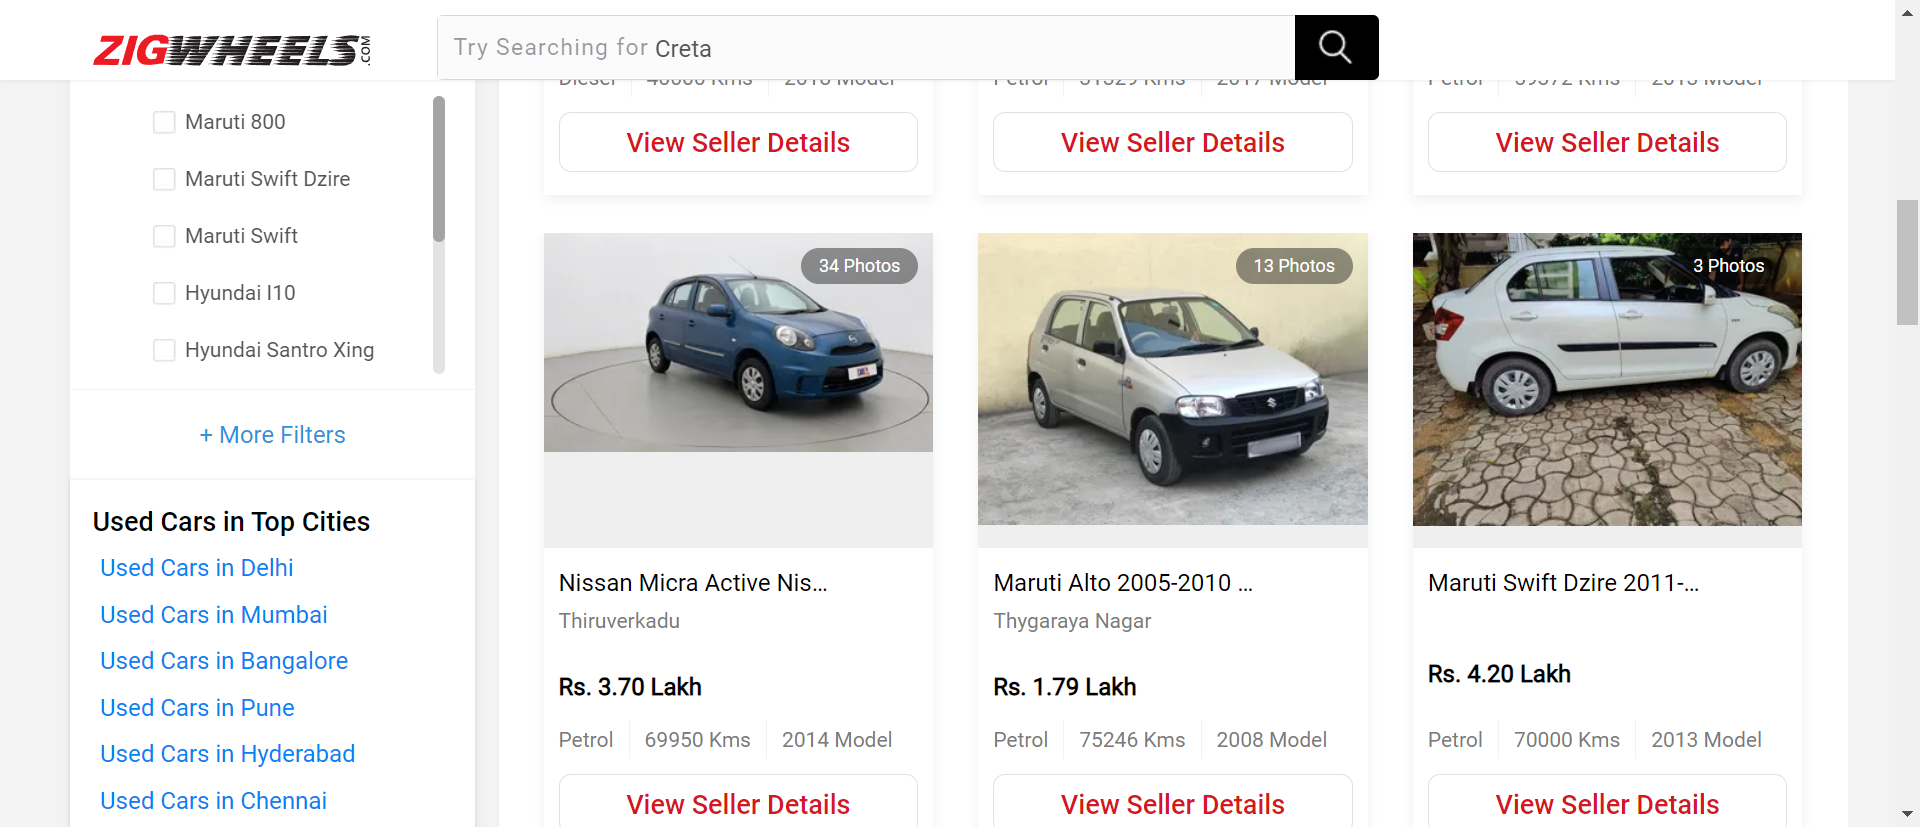 ZIGWHEELS.COM
Try Searching for Creta
Maruti 800
Maruti Swift Dzire
Maruti Swift
Hyundai I10
Hyundai Santro Xing
+ More Filters
Used Cars in Top Cities
Used Cars in Delhi
Used Cars in Mumbai
Used Cars in Bangalore
Used Cars in Pune
Used Cars in Hyderabad
Used Cars in Chennai
View Seller Details
View Seller Details
View Seller Details
34 Photos
Nissan Micra Active Nis...
Thiruverkadu
Rs. 3.70 Lakh
Petrol 69950 Kms 2014 Model
View Seller Details
13 Photos
Maruti Alto 2005-2010 ...
Thygaraya Nagar
Rs. 1.79 Lakh
Petrol 75246 Kms 2008 Model
View Seller Details
3 Photos
Maruti Swift Dzire 2011-...
Rs. 4.20 Lakh
Petrol 70000 Kms 2013 Model
View Seller Details